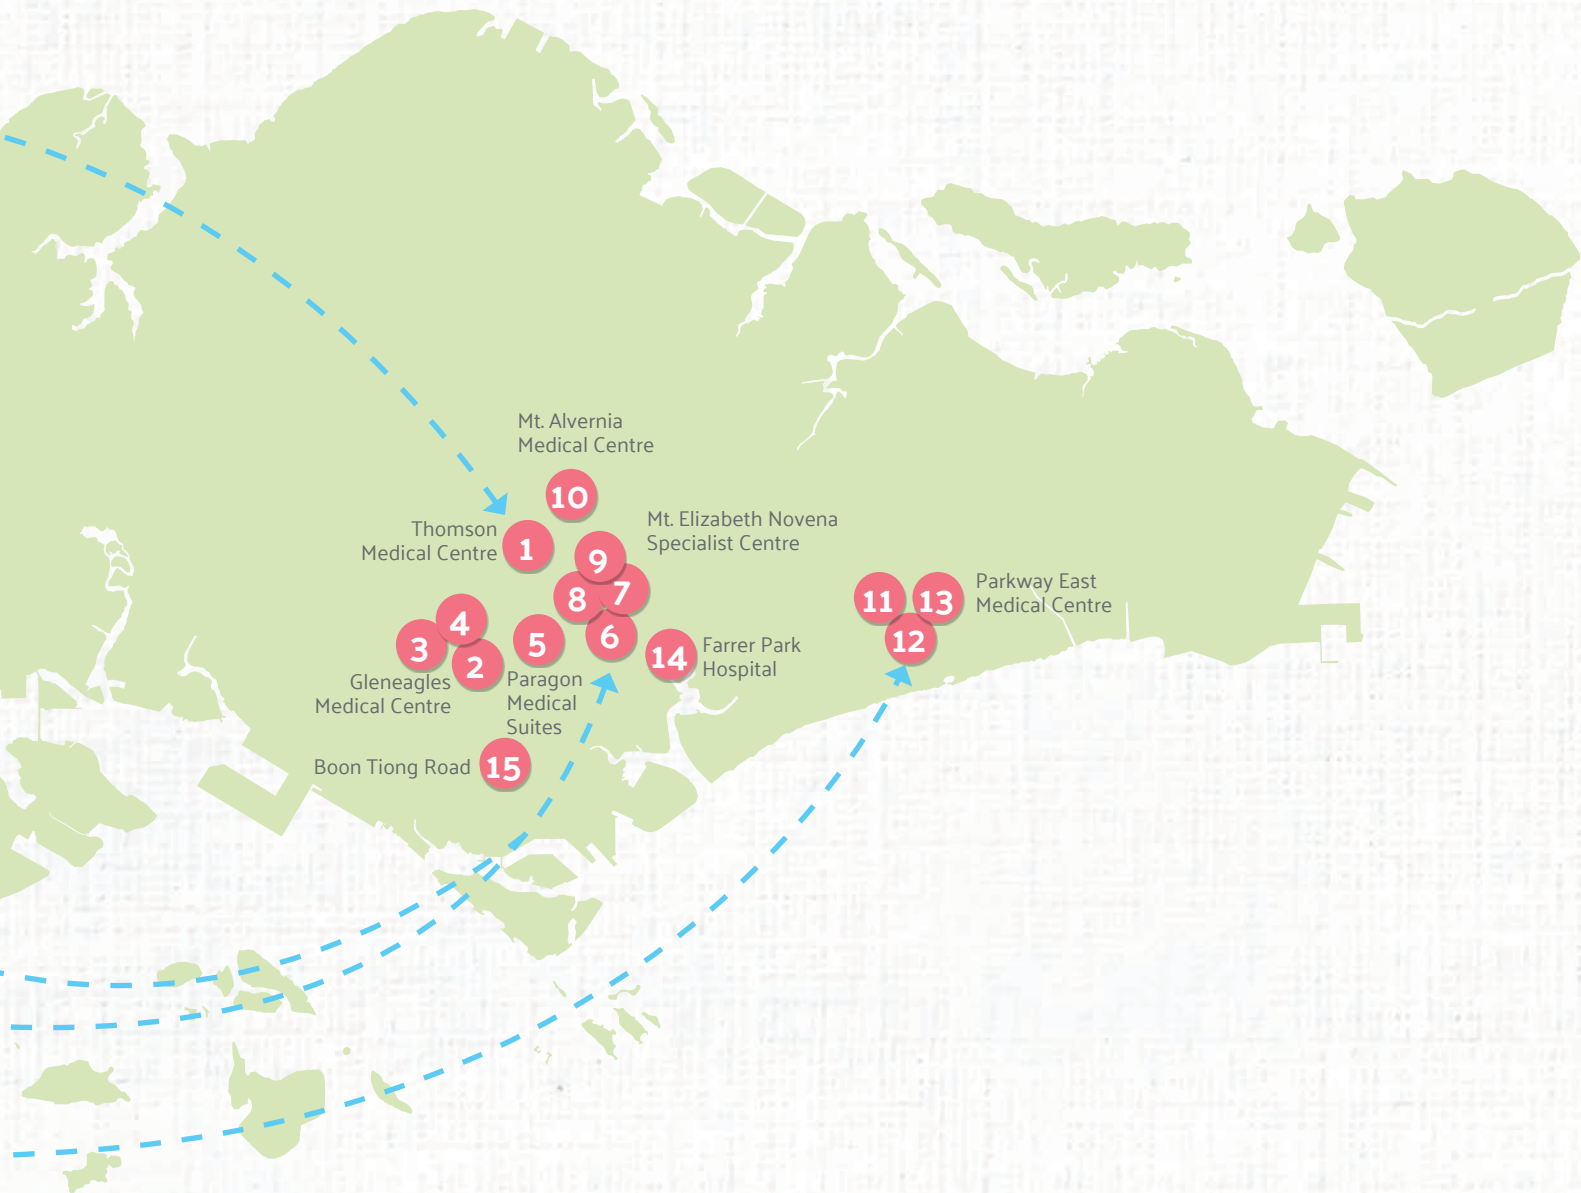 Mt. Alvernia
Medical Centre
10
Thomson
Medical Centre
1
Mt. Elizabeth Novena
Specialist Centre
9
8
7
6
11
13
12
Parkway East
Medical Centre
4
3
2
5
14
Farrer Park
Hospital
Gleneagles
Medical Centre
Paragon
Medical
Suites
Boon Tiong Road
15